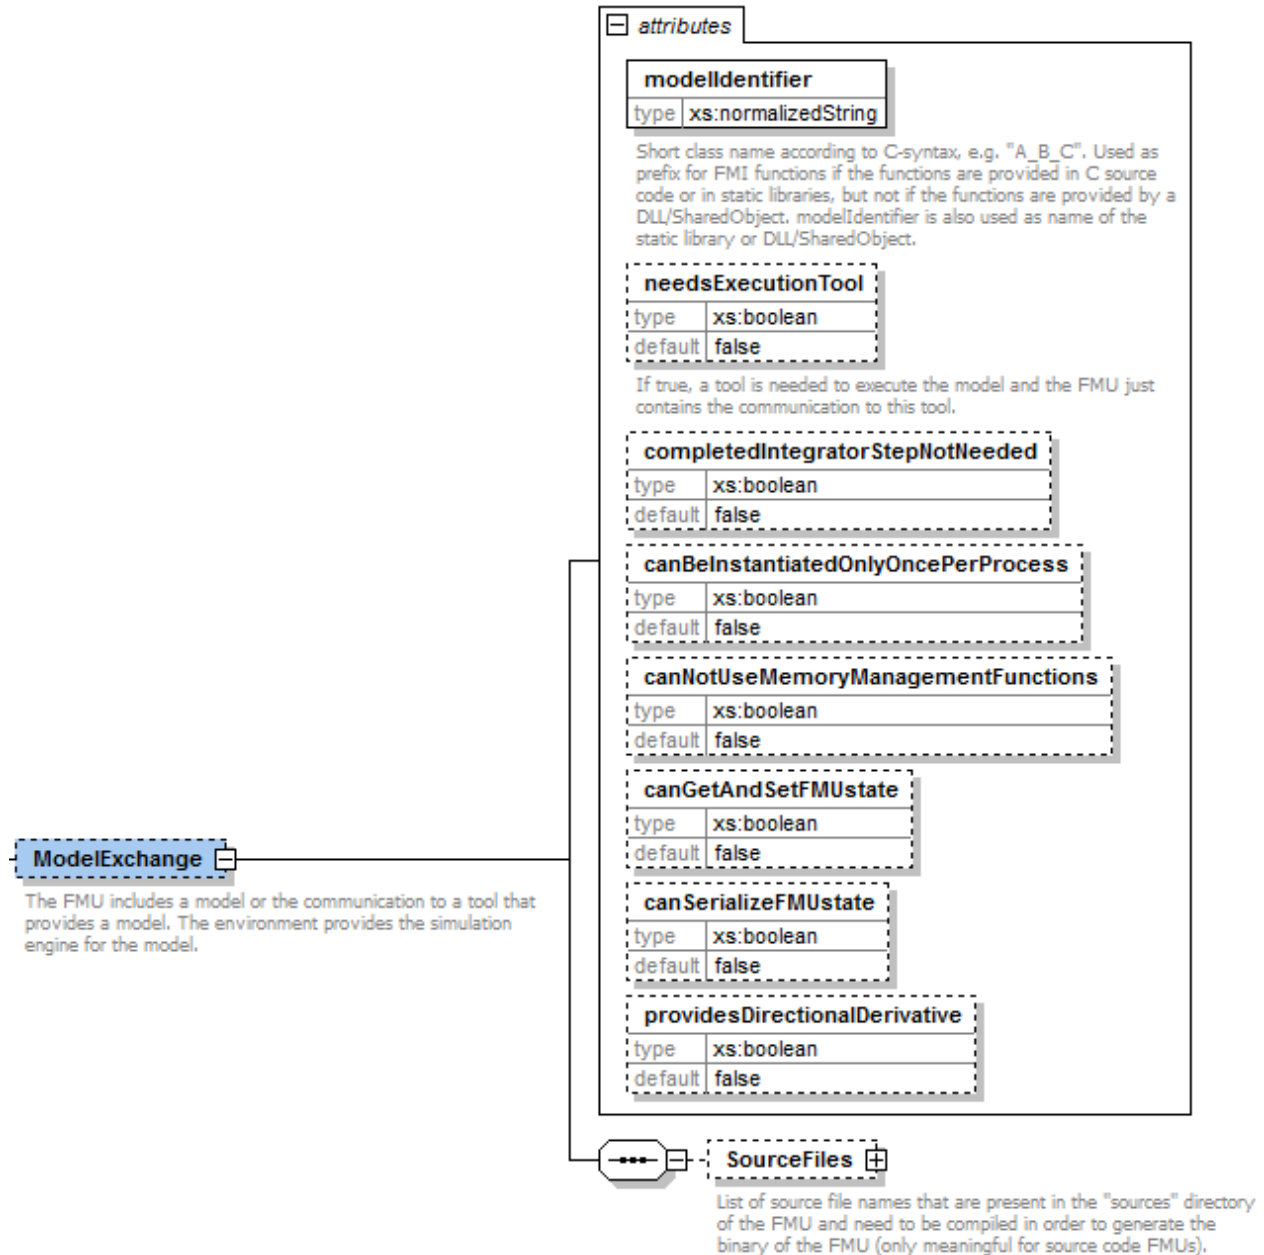 attributes
modelIdentifier
type xs:normalizedString
Short class name according to C-syntax, e.g. "A_B_C". Used as
prefix for FMI functions if the functions are provided in C source
code or in static libraries, but not if the functions are provided by a
DLL/SharedObject. modelIdentifier is also used as name of the
static library or DLL/SharedObject.
needsExecutionTool
type xs:boolean
default false
If true, a tool is needed to execute the model and the FMU just
contains the communication to this tool.
completedIntegratorStepNotNeeded
type xs:boolean
default false
canBeInstantiatedOnlyOncePerProcess
type xs:boolean
default false
canNotUseMemoryManagementFunctions
type xs:boolean
default false
canGetAndSetFMUstate
type xs:boolean
default false
ModelExchange
The FMU includes a model or the communication to a tool that
provides a model. The environment provides the simulation
engine for the model.
canSerializeFMUstate
type xs:boolean
default false
providesDirectionalDerivative
type xs:boolean
default false
SourceFiles
List of source file names that are present in the "sources" directory
of the FMU and need to be compiled in order to generate the
binary of the FMU (only meaningful for source code FMUs).